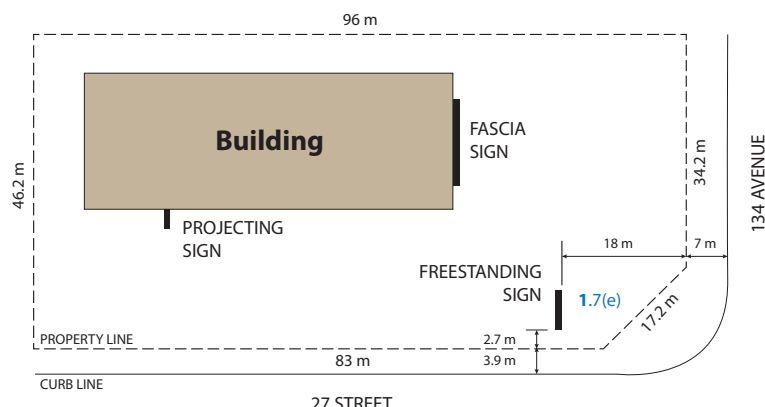 96 m
Building
FASCIA
SIGN
46.2 m
34.2 m
134 AVENUE
PROJECTING
SIGN
18 m
7 m
FREESTANDING
SIGN
1.7(e)
17.2 m
PROPERTY LINE
2.7 m
83 m
3.9 m
CURB LINE
27 STREET